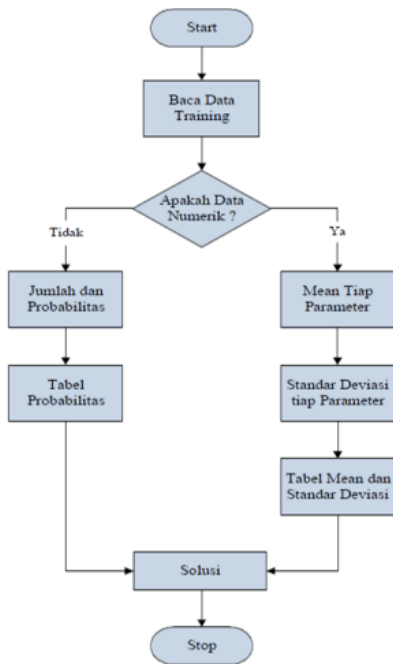 Start
Baca Data
Training
Apakah Data
Numerik ?
Tidak
Ya
Jumlah dan
Probabilitas
Mean Tiap
Parameter
Tabel
Probabilitas
Standar Deviasi
tiap Parameter
Tabel Mean dan
Standar Deviasi
Solusi
Stop